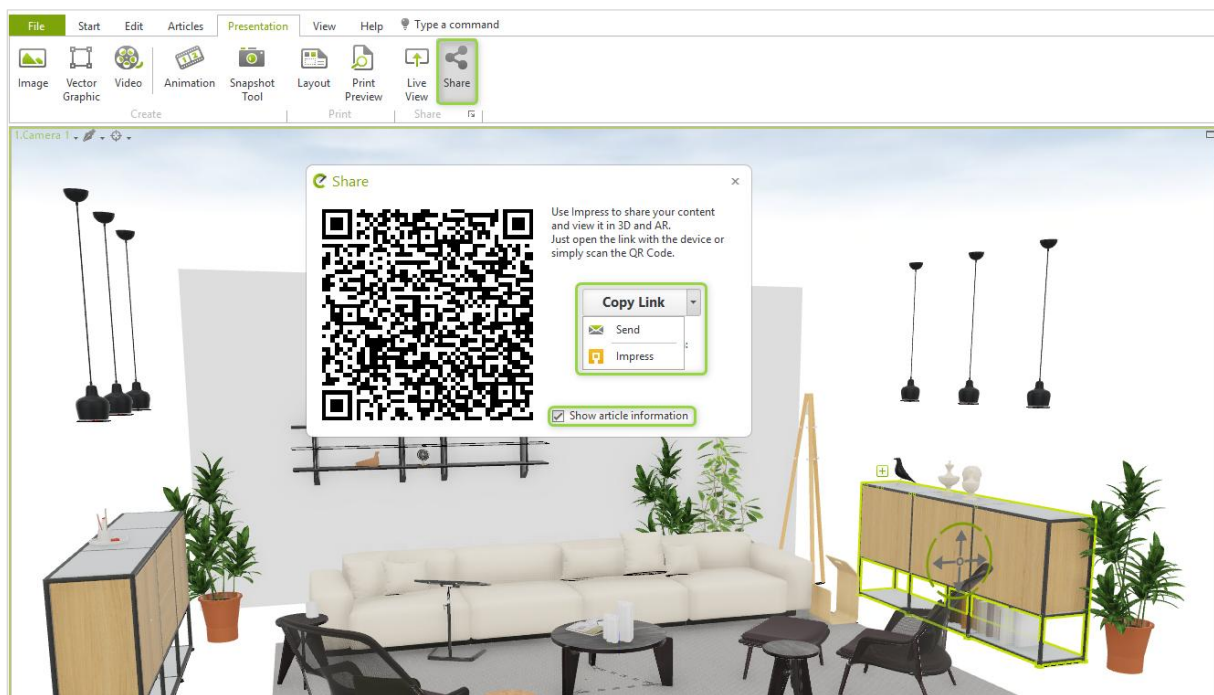 File Start Edit Articles Presentation View Help Type a command
Image Vector Graphic Video Animation Snapshot Tool Layout Print Preview Live View Share
Create Print Share
1.Camera 1
Share
Use Impress to share your content
and view it in 3D and AR.
Just open the link with the device or
simply scan the QR Code.
Copy Link
Send
Impress
Show article information